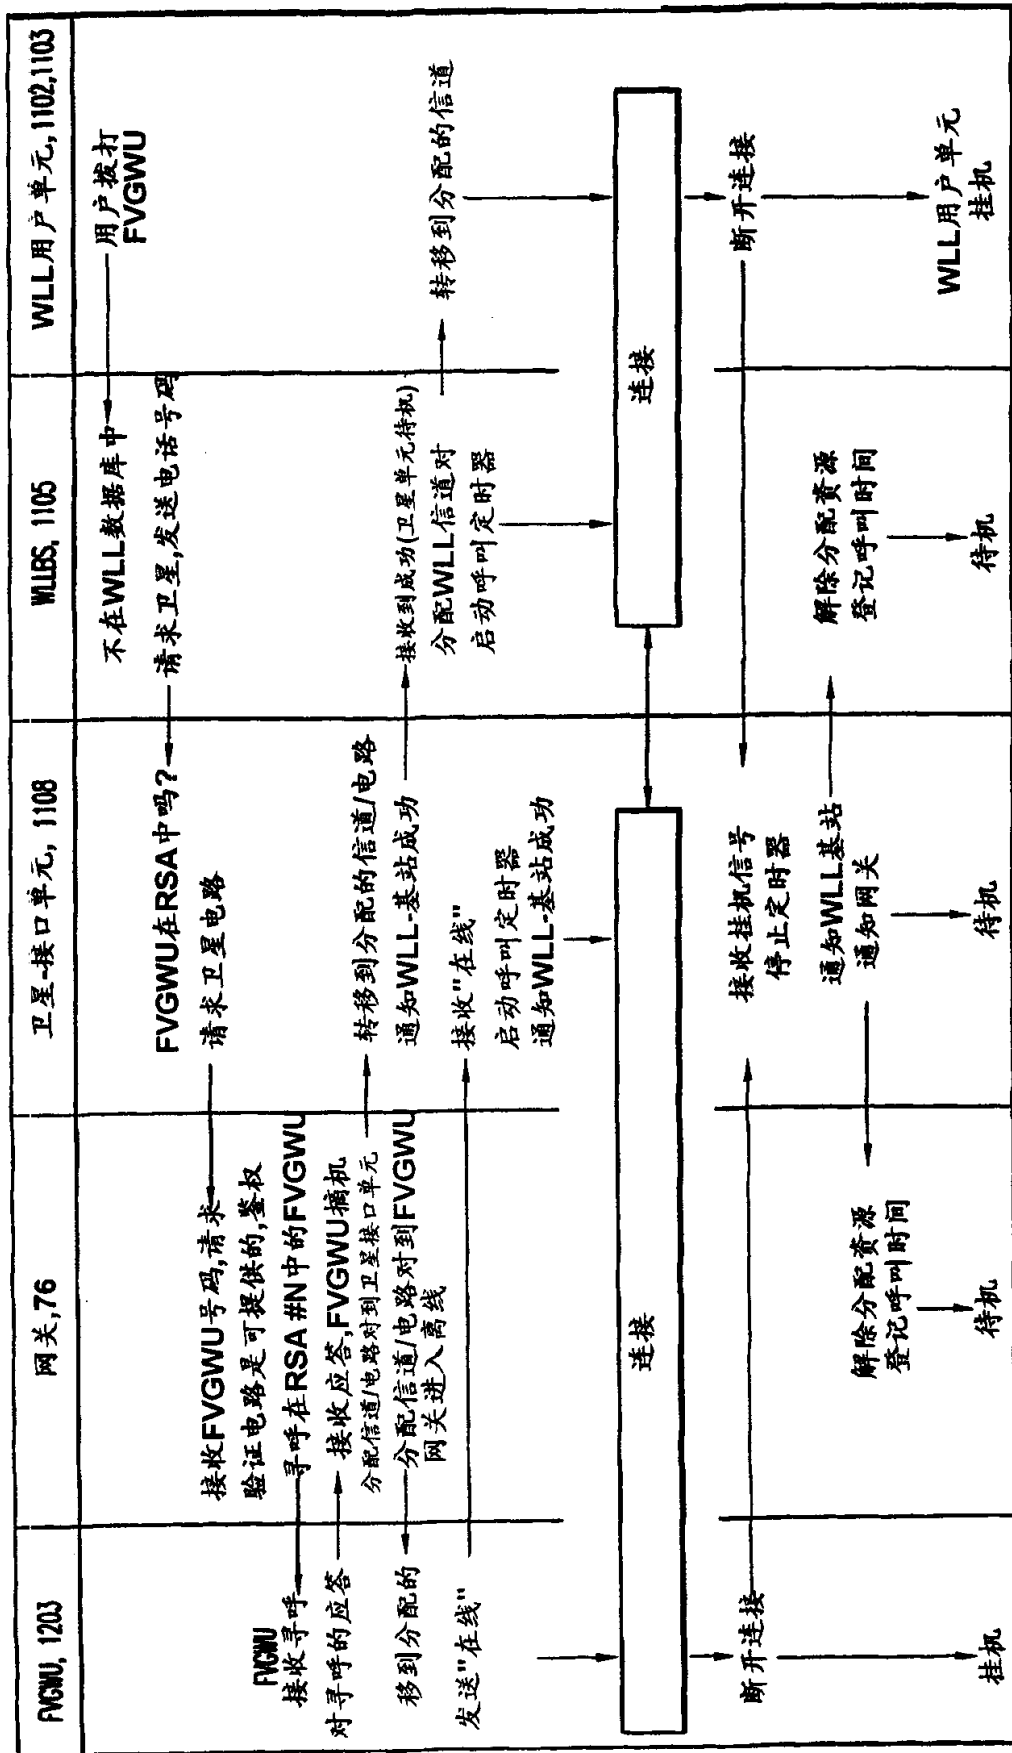 FVGWU, 1203
网关,76
卫星-接口单元, 1108
WLLBS, 1105
WLL用户单元, 1102,1103
用户拨打
FVGWU
不在WLL数据库中
请求卫星,发送电话号码
FVGWU在RSA中吗?
请求卫星电路
接收FVGWU号码,请求
验证电路是可提供的,鉴权
寻呼在RSA #N中的FVGWU
FVGWU
接收寻呼
对寻呼的应答
接收应答,FVGWU摘机
分配信道/电路对到卫星接口单元
分配信道/电路对到FVGWU
网关进入离线
转移到分配的信道/电路
通知WLL-基站成功
接收到成功(卫星单元待机)
分配WLL信道对
启动呼叫定时器
转移到分配的信道
移到分配的
发送"在线"
接收"在线"
启动呼叫定时器
通知WLL-基站成功
连接
连接
断开连接
断开连接
接收挂机信号
停止定时器
通知WLL基站
通知网关
解除分配资源
登记呼叫时间
解除分配资源
登记呼叫时间
挂机
待机
待机
待机
WLL用户单元
挂机